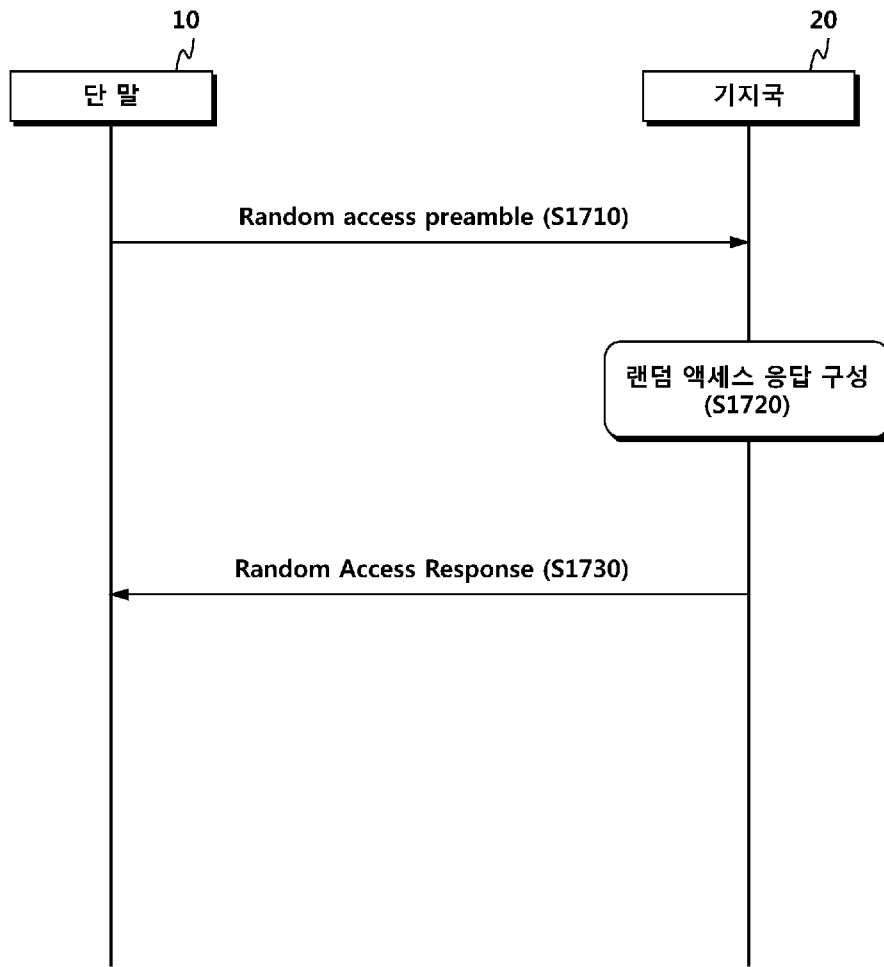 10
20
단 말
기지국
Random access preamble (S1710)
랜덤 액세스 응답 구성
(S1720)
Random Access Response (S1730)